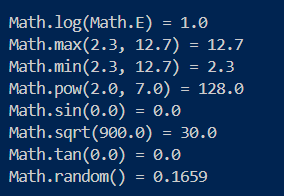 Math.log(Math.E) = 1.0
Math.max(2.3, 12.7) = 12.7
Math.min(2.3, 12.7) = 2.3
Math.pow(2.0, 7.0) = 128.0
Math.sin(0.0) = 0.0
Math.sqrt(900.0) = 30.0
Math.tan(0.0) = 0.0
Math.random() = 0.1659